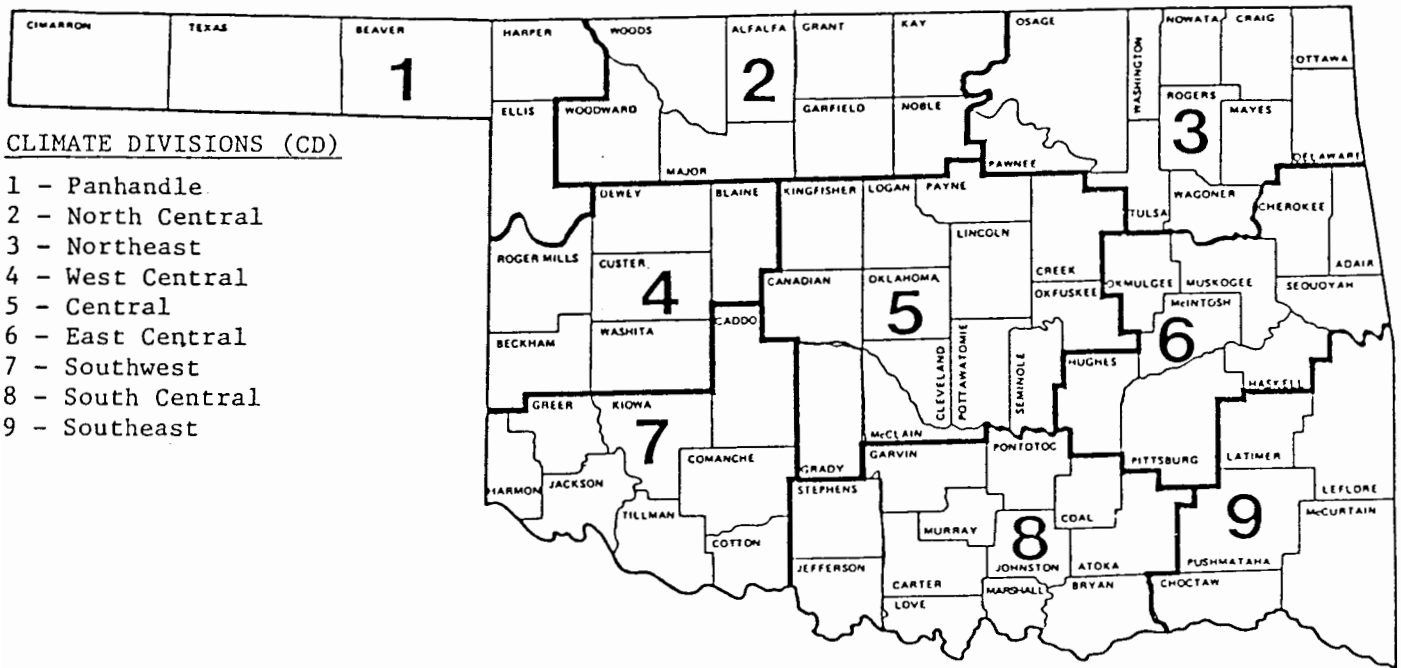 CIMARRON
TEXAS
BEAVER
HARPER
WOODS
ALFALFA
GRANT
KAY
OSAGE
WASHINGTON
NOWATA
CRAIG
OTTAWA
1
2
3
ELLIS
WOODWARD
GARFIELD
NOBLE
ROGERS
MAYES
MAJOR
PAWNEE
DELAWARE
CLIMATE DIVISIONS (CD)
1 - Panhandle
2 - North Central
3 - Northeast
4 - West Central
5 - Central
6 - East Central
7 - Southwest
8 - South Central
9 - Southeast
DEWEY
BLAINE
KINGFISHER
LOGAN
PAYNE
TULSA
WAGONER
CHEROKEE
LINCOLN
ROGER MILLS
CUSTER
4
CANADIAN
OKLAHOMA
5
CREEK
OKMULGEE
MUSKOGEE
ADAIR
SEQUOYAH
OKFUSKEE
McINTOSH
6
BECKHAM
WASHITA
CADDO
CLEVELAND
POTTAWATOMIE
SEMINOLE
HUGHES
HASKELL
GREER
KIOWA
7
McCLAIN
GARVIN
PONTOTOC
COMANCHE
GRADY
PITTSBURG
LATIMER
HARMON
JACKSON
STEPHENS
LEFLORE
TILLMAN
MURRAY
COAL
9
McCURTAIN
COTTON
8
JEFFERSON
JOHNSTON
ATOKA
PUSHMATAHA
CARTER
MARSHALL
BRYAN
CHOCTAW
LOVE